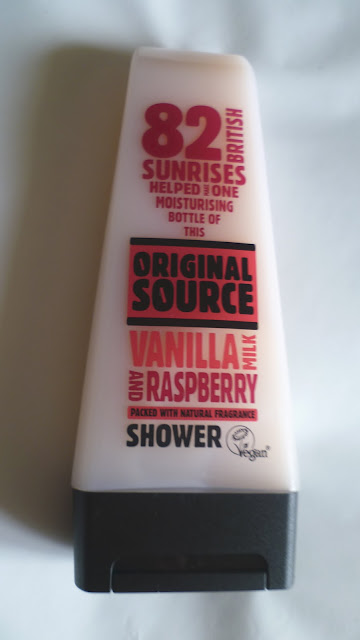 82 BRITISH
SUNRISES
HELPED MAKE ONE
MOISTURISING
BOTTLE OF
THIS
ORIGINAL
SOURCE
VANILLA MILK
AND RASPBERRY
PACKED WITH NATURAL FRAGRANCE
SHOWER Vegan